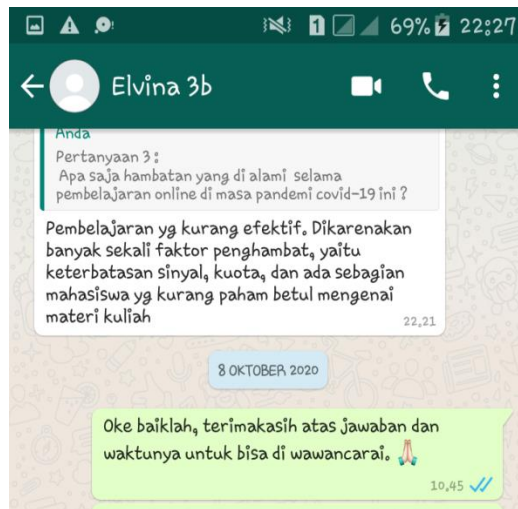 1 69% 22:27
Elvina 3b
Anda
Pertanyaan 3 :
Apa saja hambatan yang di alami selama
pembelajaran online di masa pandemi covid-19 ini ?
Pembelajaran yg kurang efektif. Dikarenakan
banyak sekali faktor penghambat, yaitu
keterbatasan sinyal, kuota, dan ada sebagian
mahasiswa yg kurang paham betul mengenai
materi kuliah
22,21
8 OKTOBER 2020
Oke baiklah, terimakasih atas jawaban dan
waktunya untuk bisa di wawancarai. 🙏🏻
10,45